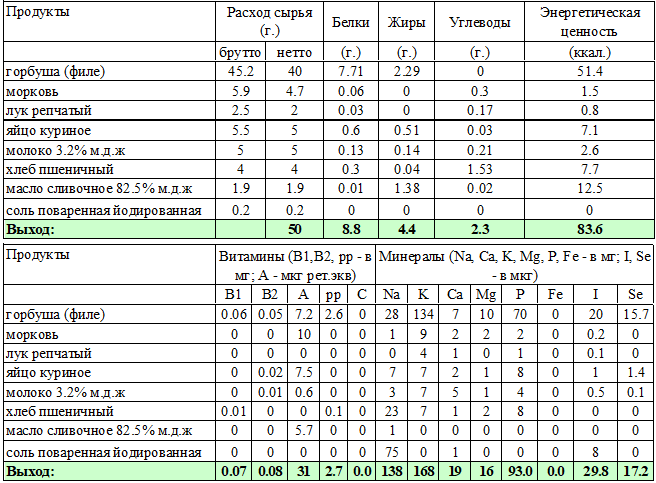 Продукты Расход сырья (г.) Белки Жиры Углеводы Энергетическая ценность
брутто нетто (г.) (г.) (г.) (ккал.)
горбуша (филе) 45.2 40 7.71 2.29 0 51.4
морковь 5.9 4.7 0.06 0 0.3 1.5
лук репчатый 2.5 2 0.03 0 0.17 0.8
яйцо куриное 5.5 5 0.6 0.51 0.03 7.1
молоко 3.2% м.д.ж 5 5 0.13 0.14 0.21 2.6
хлеб пшеничный 4 4 0.3 0.04 1.53 7.7
масло сливочное 82.5% м.д.ж 1.9 1.9 0.01 1.38 0.02 12.5
соль поваренная йодированная 0.2 0.2 0 0 0 0
Выход: 50 8.8 4.4 2.3 83.6
Продукты Витамины (В1,В2, рр - в мг; А - мкг рет.экв) Минералы (Na, Ca, K, Mg, P, Fe - в мг; I, Se - в мкг)
В1 В2 А рр С Na K Ca Mg P Fe I Se
горбуша (филе) 0.06 0.05 7.2 2.6 0 28 134 7 10 70 0 20 15.7
морковь 0 0 10 0 0 1 9 2 2 2 0 0.2 0
лук репчатый 0 0 0 0 0 0 4 1 0 1 0 0.1 0
яйцо куриное 0 0.02 7.5 0 0 7 7 2 1 8 0 1 1.4
молоко 3.2% м.д.ж 0 0.01 0.6 0 0 3 7 5 1 4 0 0.5 0.1
хлеб пшеничный 0.01 0 0 0.1 0 23 7 1 2 8 0 0 0
масло сливочное 82.5% м.д.ж 0 0 5.7 0 0 1 0 0 0 0 0 0 0
соль поваренная йодированная 0 0 0 0 0 75 0 1 0 0 0 8 0
Выход: 0.07 0.08 31 2.7 0.0 138 168 19 16 93.0 0.0 29.8 17.2